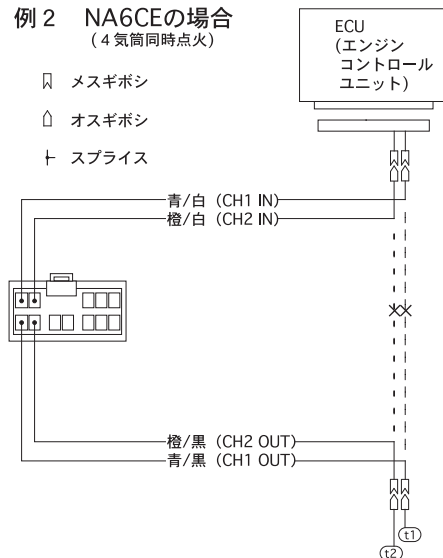 例２　NA6CEの場合
(４気筒同時点火)
メスギボシ
オスギボシ
スプライス
ECU
(エンジン
コントロール
ユニット)
青/白 (CH1 IN)
橙/白 (CH2 IN)
橙/黒 (CH2 OUT)
青/黒 (CH1 OUT)
t1
t2